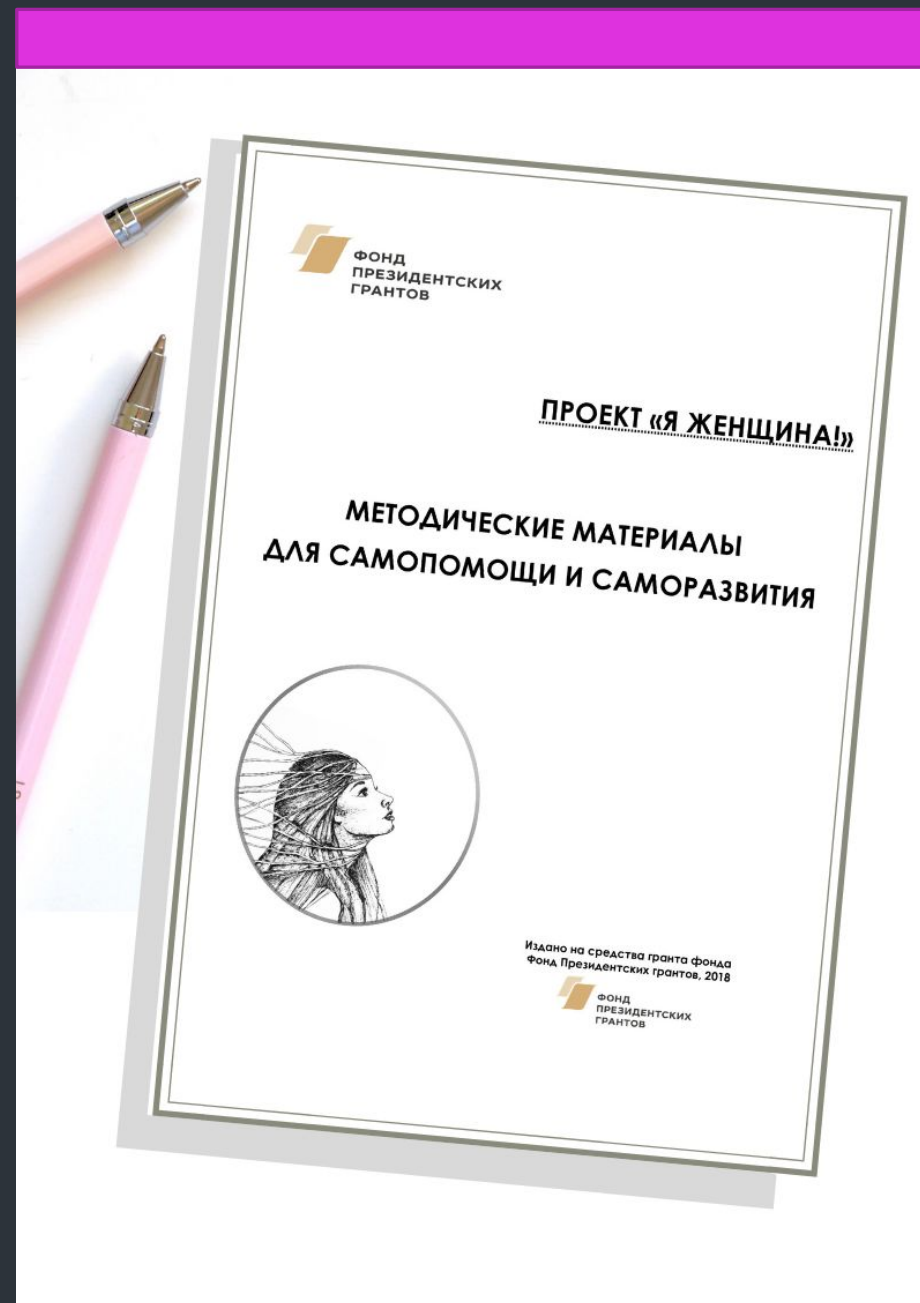 ФОНД
ПРЕЗИДЕНТСКИХ
ГРАНТОВ
ПРОЕКТ «Я ЖЕНЩИНА!»
МЕТОДИЧЕСКИЕ МАТЕРИАЛЫ
ДЛЯ САМОПОМОЩИ И САМОРАЗВИТИЯ
Издано на средства гранта фонда
Фонд Президентских грантов, 2018
ФОНД
ПРЕЗИДЕНТСКИХ
ГРАНТОВ